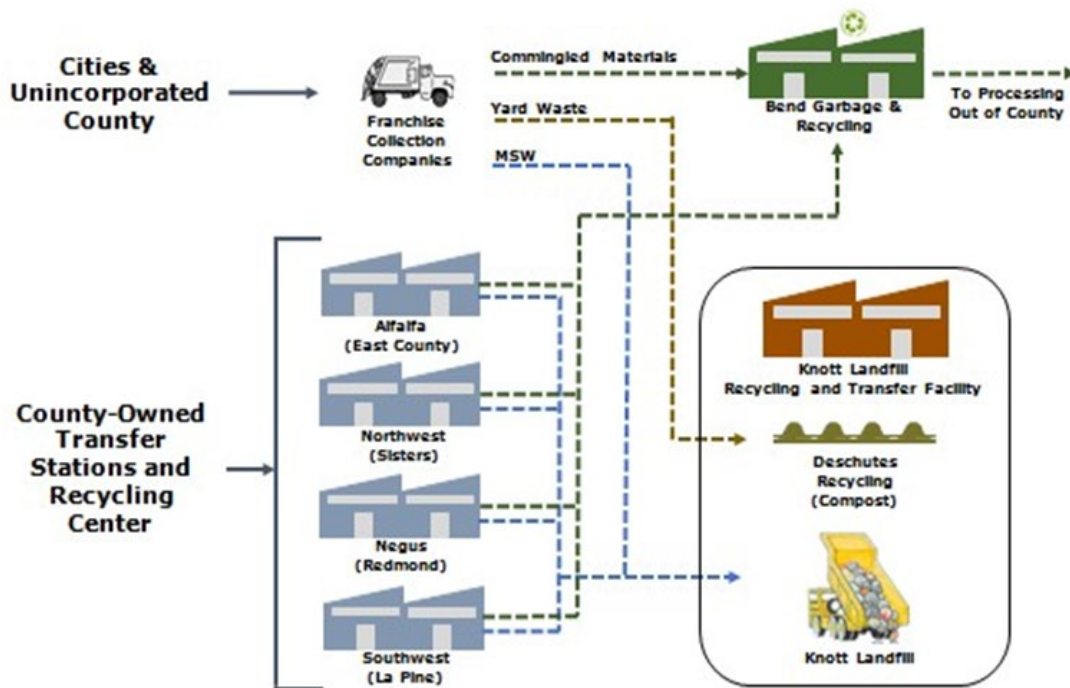 Cities &
Unincorporated
County
Franchise
Collection
Companies
Commingled Materials
Yard Waste
MSW
Bend Garbage &
Recycling
To Processing
Out of County
County-Owned
Transfer
Stations and
Recycling
Center
Alfalfa
(East County)
Northwest
(Sisters)
Negus
(Redmond)
Southwest
(La Pine)
Knott Landfill
Recycling and Transfer Facility
Deschutes
Recycling
(Compost)
Knott Landfill